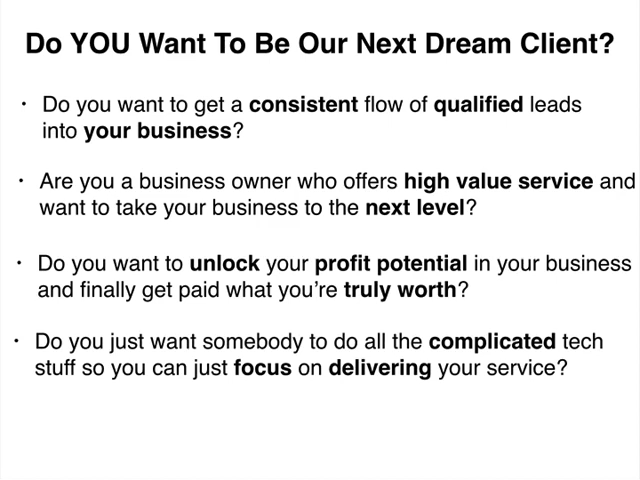 Do YOU Want To Be Our Next Dream Client?
• Do you want to get a consistent flow of qualified leads
into your business?
• Are you a business owner who offers high value service and
want to take your business to the next level?
• Do you want to unlock your profit potential in your business
and finally get paid what you’re truly worth?
• Do you just want somebody to do all the complicated tech
stuff so you can just focus on delivering your service?